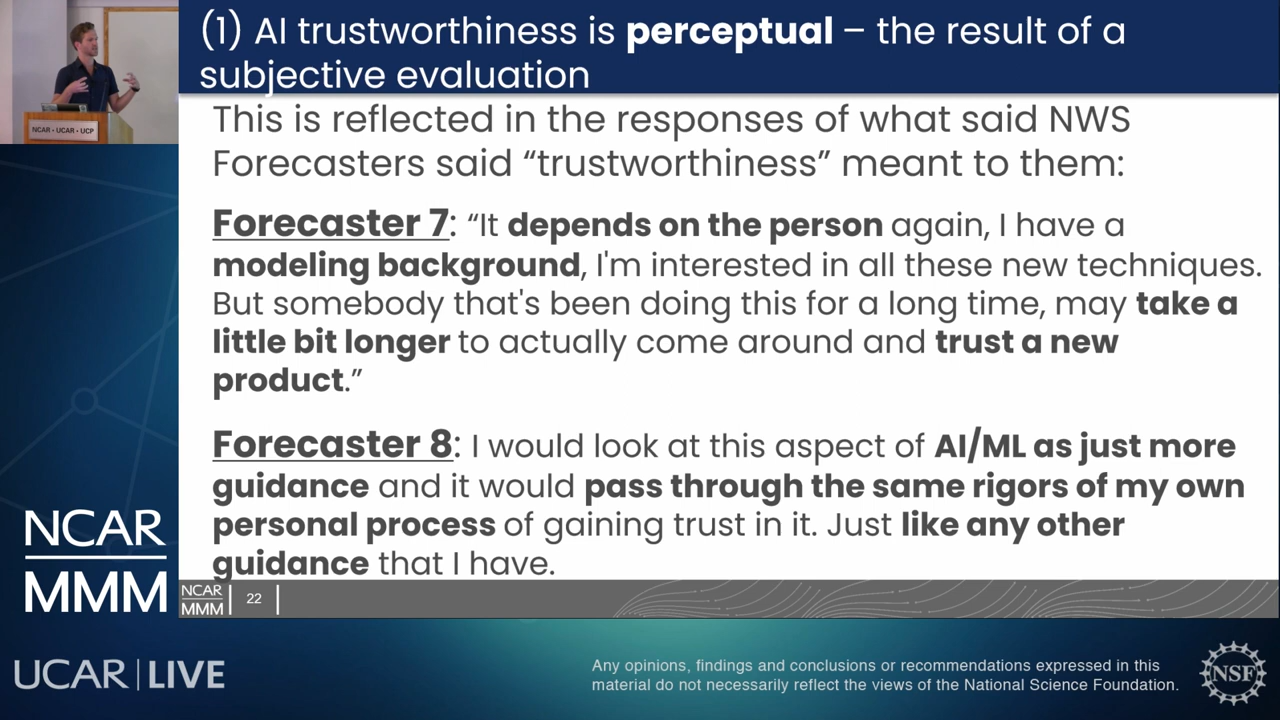 (1) AI trustworthiness is perceptual – the result of a
subjective evaluation
NCAR • UCAR • UCP
This is reflected in the responses of what said NWS
Forecasters said “trustworthiness” meant to them:
Forecaster 7: “It depends on the person again, I have a
modeling background, I'm interested in all these new techniques.
But somebody that's been doing this for a long time, may take a
little bit longer to actually come around and trust a new
product.”
Forecaster 8: I would look at this aspect of AI/ML as just more
guidance and it would pass through the same rigors of my own
personal process of gaining trust in it. Just like any other
guidance that I have.
NCAR
MMM
NCAR
MMM
22
UCAR | LIVE
Any opinions, findings and conclusions or recommendations expressed in this
material do not necessarily reflect the views of the National Science Foundation.
NSF